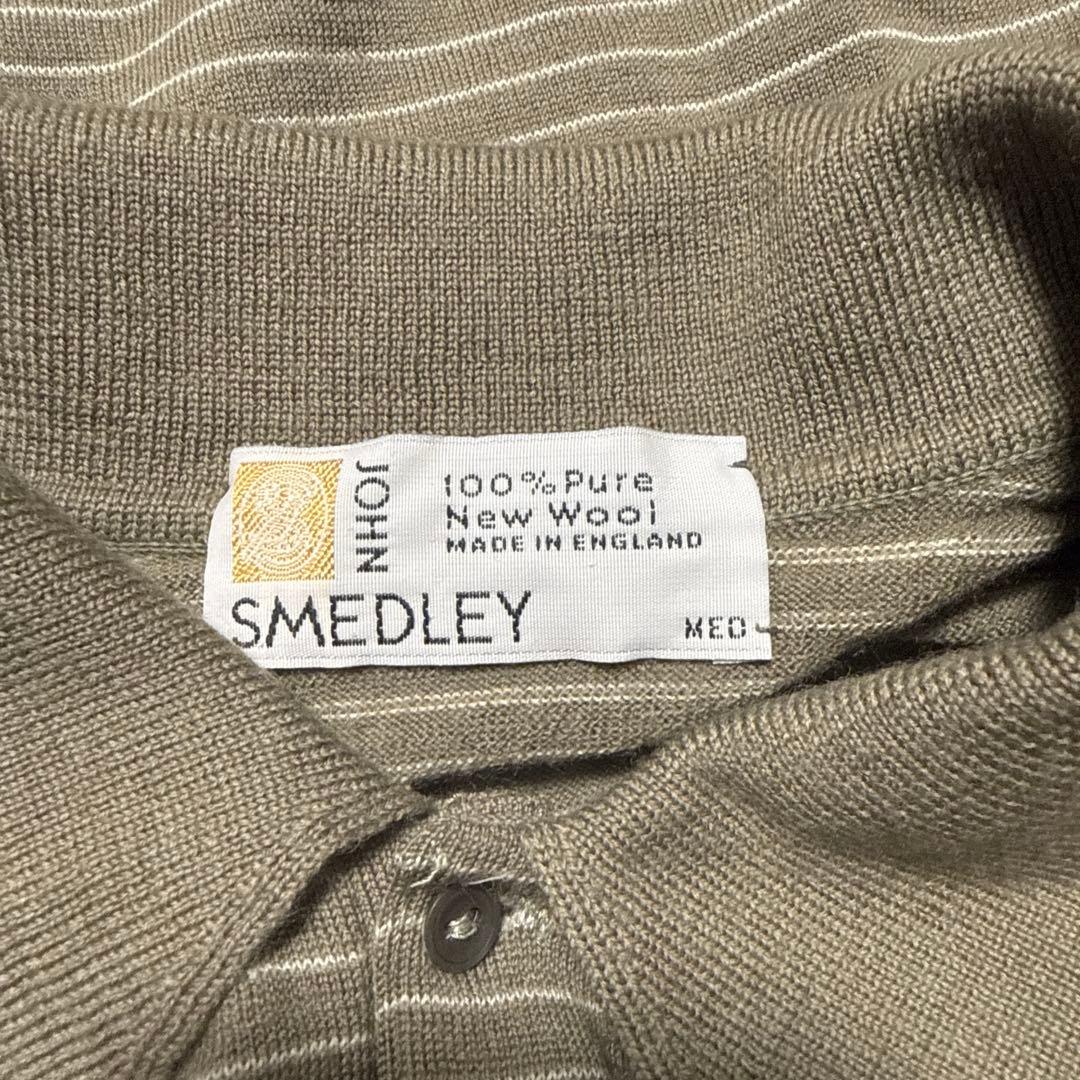 JOHN
SMEDLEY
100% Pure
New Wool
MADE IN ENGLAND
MED